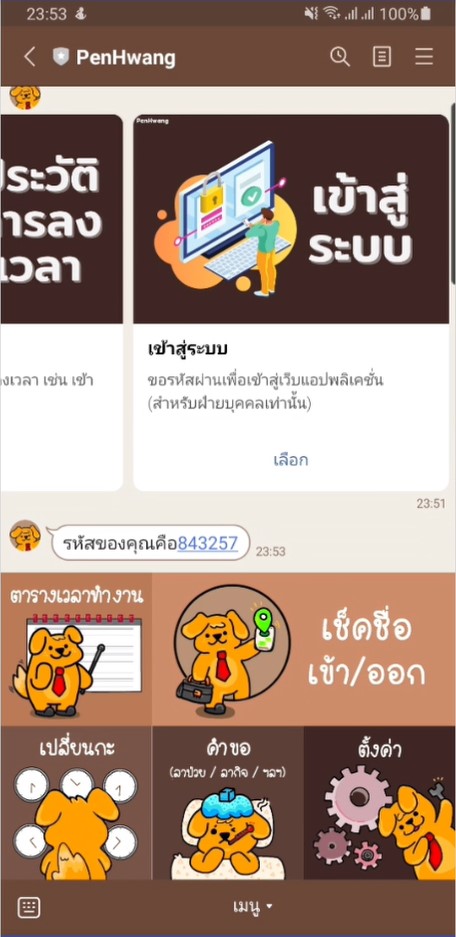 23:53
100%
PenHwang
ประวัติ
การลง
เวลา
PenHwang
เข้าสู่
ระบบ
เข้าสู่ระบบ
งเวลา เช่น เข้า
ขอรหัสผ่านเพื่อเข้าสู่เว็บแอปพลิเคชั่น
(สำหรับฝ่ายบุคคลเท่านั้น)
เลือก
23:51
รหัสของคุณคือ843257
23:53
ตารางเวลาทำงาน
เช็คชื่อ
เข้า/ออก
เปลี่ยนกะ
คำขอ
(ลาป่วย / ลากิจ / ฯลฯ)
ตั้งค่า
เมนู